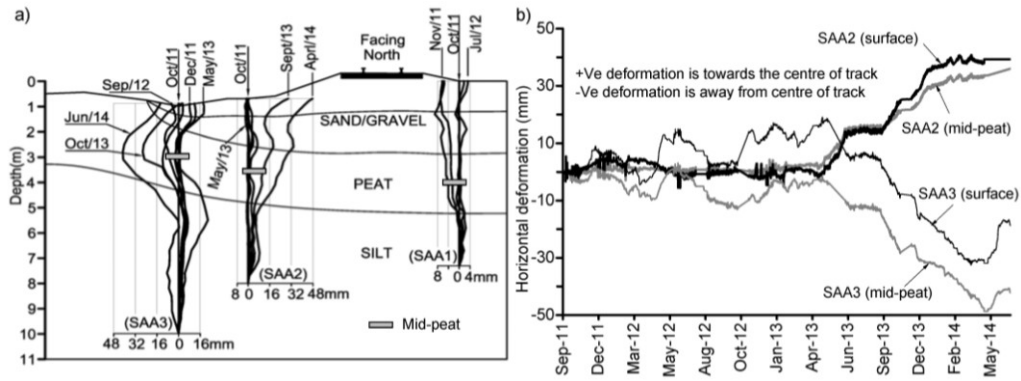 a)
Sep/12
Oct/11
Dec/11
May/13
Oct/11
Sept/13
Aprl/14
Facing
North
Nov/11
Oct/11
Jul/12
Jun/14
Oct/13
May/13
SAND/GRAVEL
PEAT
SILT
(SAA3)
(SAA2)
(SAA1)
Depth(m)
0
1
2
3
4
5
6
7
8
9
10
11
48 32 16 0 16mm
8 0 16 32 48mm
8 0 4mm
Mid-peat
b)
Horizontal deformation (mm)
50
30
10
-10
-30
-50
+Ve deformation is towards the centre of track
-Ve deformation is away from centre of track
SAA2 (surface)
SAA2 (mid-peat)
SAA3 (surface)
SAA3 (mid-peat)
Sep-11
Dec-11
Mar-12
May-12
Aug-12
Oct-12
Jan-13
Apr-13
Jun-13
Sep-13
Dec-13
Feb-14
May-14